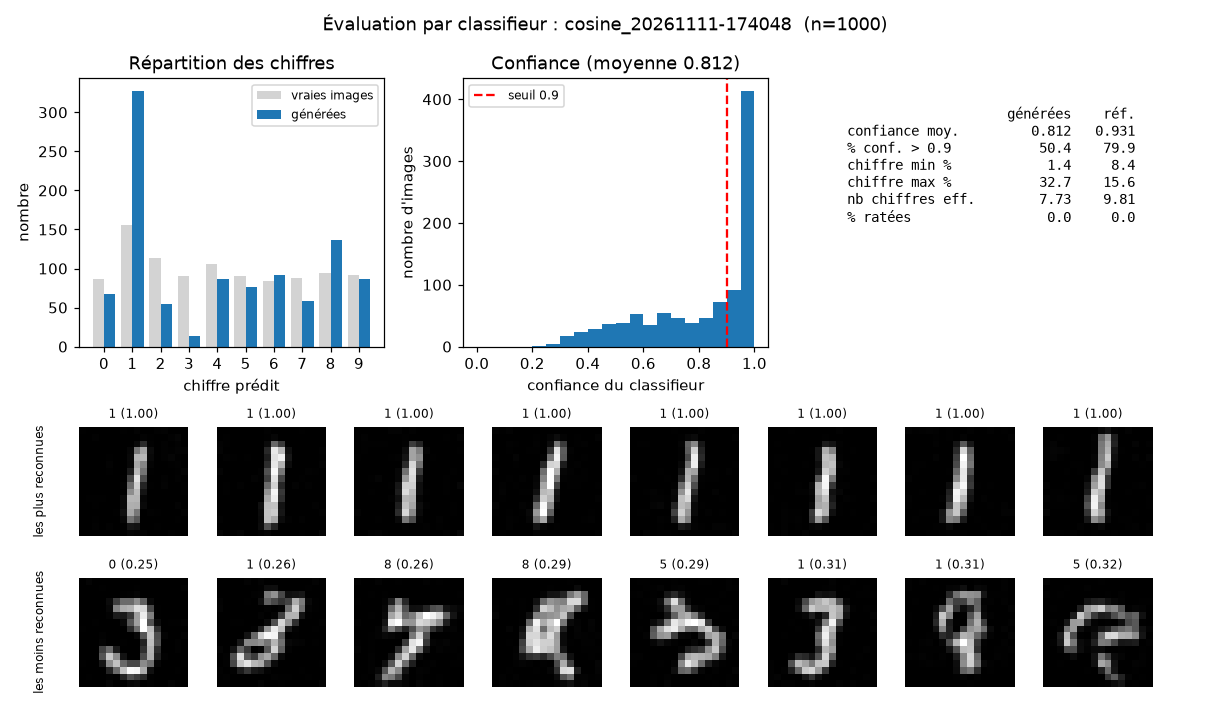 Évaluation par classifieur : cosine_20261111-174048  (n=1000)
Répartition des chiffres
vraies images
générées
300
250
200
150
100
50
0
nombre
0 1 2 3 4 5 6 7 8 9
chiffre prédit
Confiance (moyenne 0.812)
seuil 0.9
400
300
200
100
0
nombre d'images
0.0 0.2 0.4 0.6 0.8 1.0
confiance du classifieur
générées réf.
confiance moy. 0.812 0.931
% conf. > 0.9 50.4 79.9
chiffre min % 1.4 8.4
chiffre max % 32.7 15.6
nb chiffres eff. 7.73 9.81
% ratées 0.0 0.0
les plus reconnues
1 (1.00) 1 (1.00) 1 (1.00) 1 (1.00) 1 (1.00) 1 (1.00) 1 (1.00) 1 (1.00)
les moins reconnues
0 (0.25) 1 (0.26) 8 (0.26) 8 (0.29) 5 (0.29) 1 (0.31) 1 (0.31) 5 (0.32)